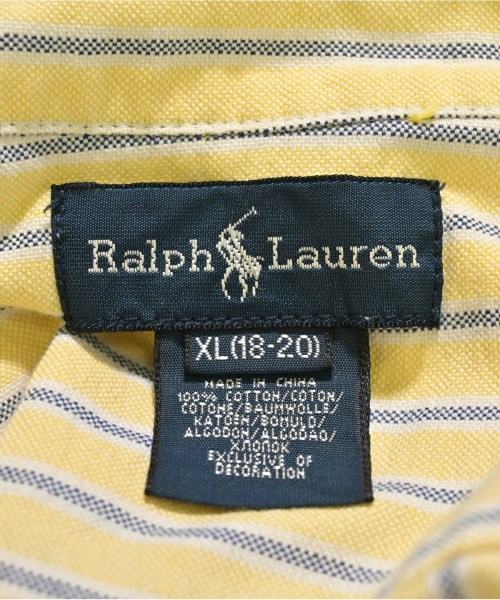 Ralph Lauren
XL(18-20)
MADE IN CHINA
100% COTTON/COTON/
COTONE/BAUMWOLLE/
KATOEN/BOMULD/
ALGODON/ALGODAO/
ХЛОПОК
EXCLUSIVE OF
DECORATION